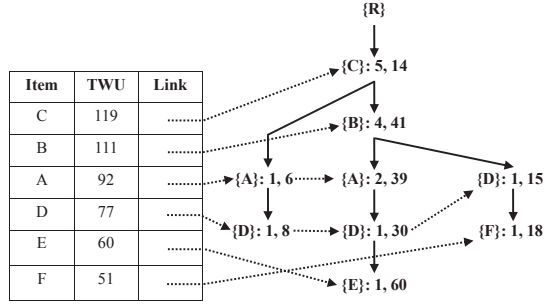 {R}
{C}: 5, 14
Item TWU Link
C 119 ........
{B}: 4, 41
B 111 ........
A 92 ........
{A}: 1, 6 {A}: 2, 39 {D}: 1, 15
D 77 ........
{D}: 1, 8 {D}: 1, 30 {F}: 1, 18
E 60 ........
F 51 ........
{E}: 1, 60